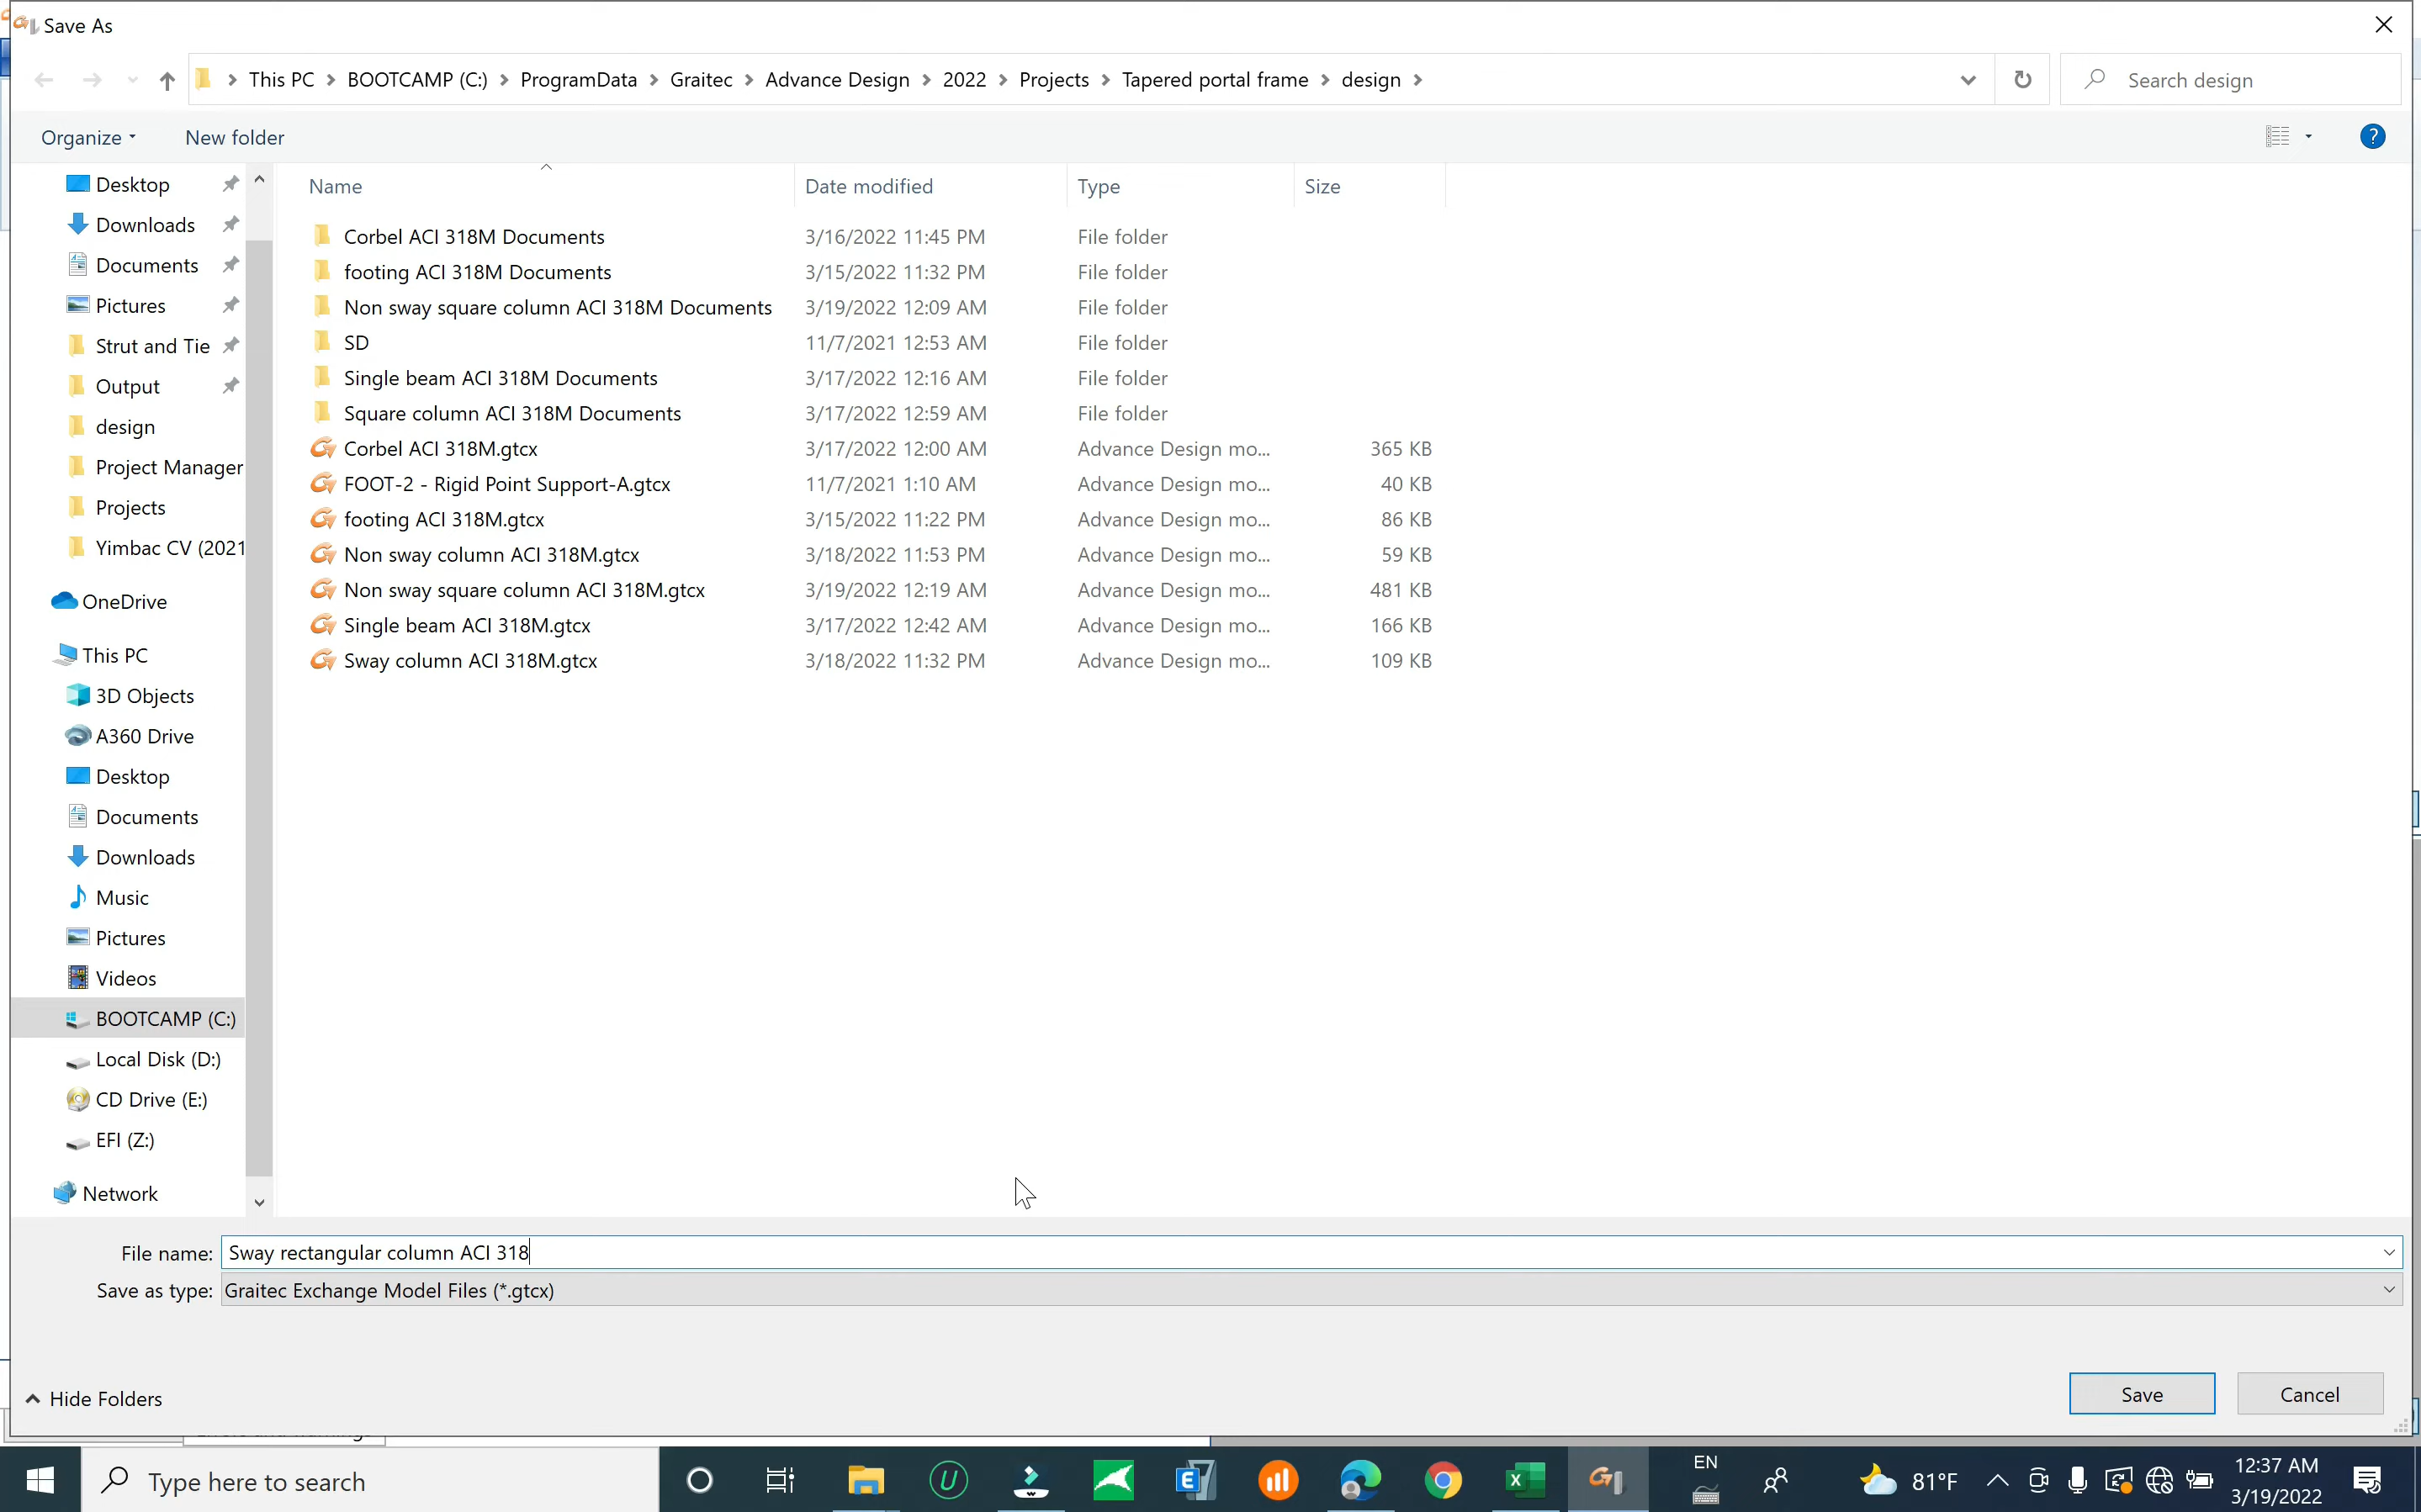 Save As
This PC > BOOTCAMP (C:) > ProgramData > Graitec > Advance Design > 2022 > Projects > Tapered portal frame > design >
Search design
Organize
New folder
Name
Date modified
Type
Size
Desktop
Downloads
Documents
Pictures
Strut and Tie
Output
design
Project Manager
Projects
Yimbac CV (2021
OneDrive
This PC
3D Objects
A360 Drive
Desktop
Documents
Downloads
Music
Pictures
Videos
BOOTCAMP (C:)
Local Disk (D:)
CD Drive (E:)
EFI (Z:)
Network
Corbel ACI 318M Documents 3/16/2022 11:45 PM File folder
footing ACI 318M Documents 3/15/2022 11:32 PM File folder
Non sway square column ACI 318M Documents 3/19/2022 12:09 AM File folder
SD 11/7/2021 12:53 AM File folder
Single beam ACI 318M Documents 3/17/2022 12:16 AM File folder
Square column ACI 318M Documents 3/17/2022 12:59 AM File folder
Corbel ACI 318M.gtcx 3/17/2022 12:00 AM Advance Design mo... 365 KB
FOOT-2 - Rigid Point Support-A.gtcx 11/7/2021 1:10 AM Advance Design mo... 40 KB
footing ACI 318M.gtcx 3/15/2022 11:22 PM Advance Design mo... 86 KB
Non sway column ACI 318M.gtcx 3/18/2022 11:53 PM Advance Design mo... 59 KB
Non sway square column ACI 318M.gtcx 3/19/2022 12:19 AM Advance Design mo... 481 KB
Single beam ACI 318M.gtcx 3/17/2022 12:42 AM Advance Design mo... 166 KB
Sway column ACI 318M.gtcx 3/18/2022 11:32 PM Advance Design mo... 109 KB
File name: Sway rectangular column ACI 318
Save as type: Graitec Exchange Model Files (*.gtcx)
Hide Folders
Save
Cancel
Type here to search
EN
81°F
12:37 AM
3/19/2022